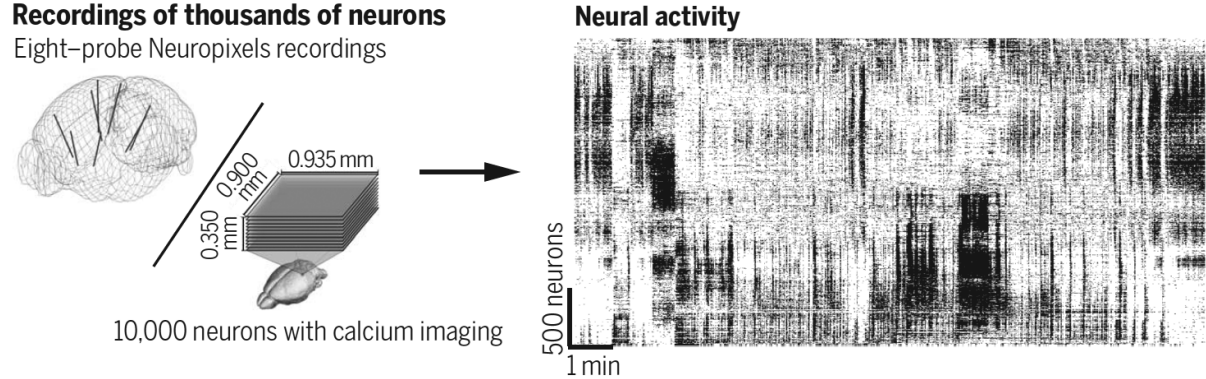 Recordings of thousands of neurons
Eight–probe Neuropixels recordings
0.935 mm
0.900
mm
0.350
mm
10,000 neurons with calcium imaging
Neural activity
500 neurons
1 min